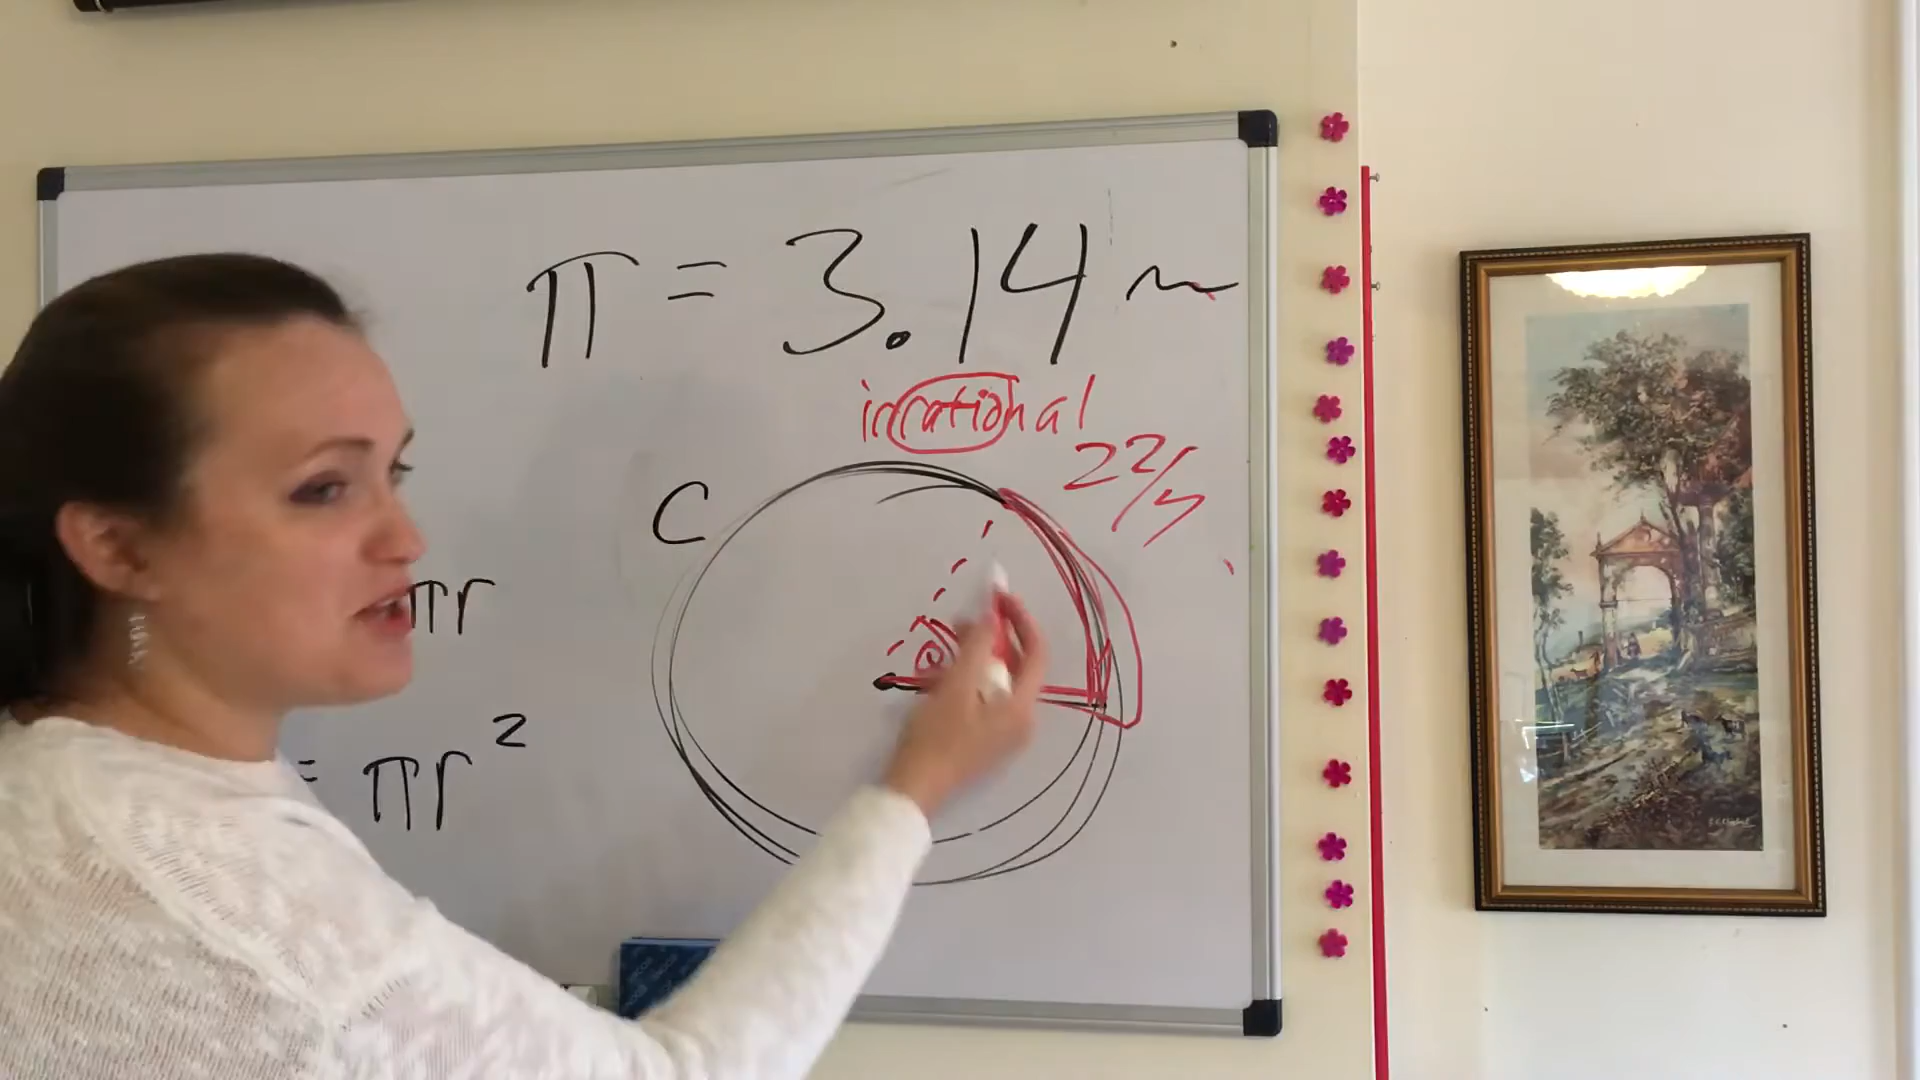 π = 3.14~
irrational
22/7
C
πr
= πr²